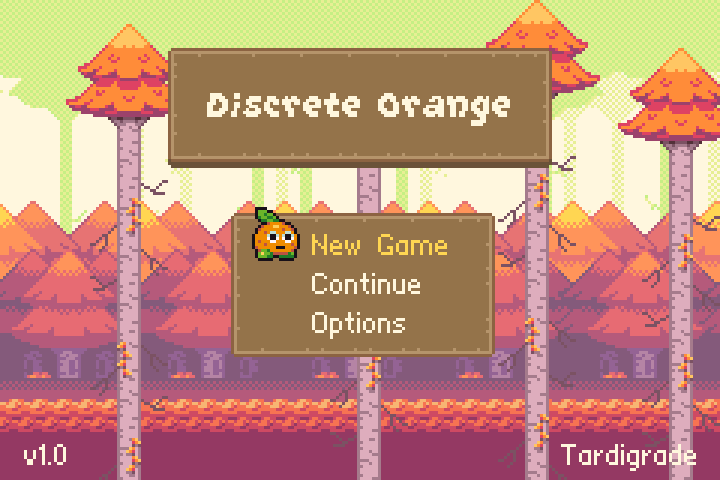 Discrete Orange
New Game
Continue
Options
v1.0
Tardigrade